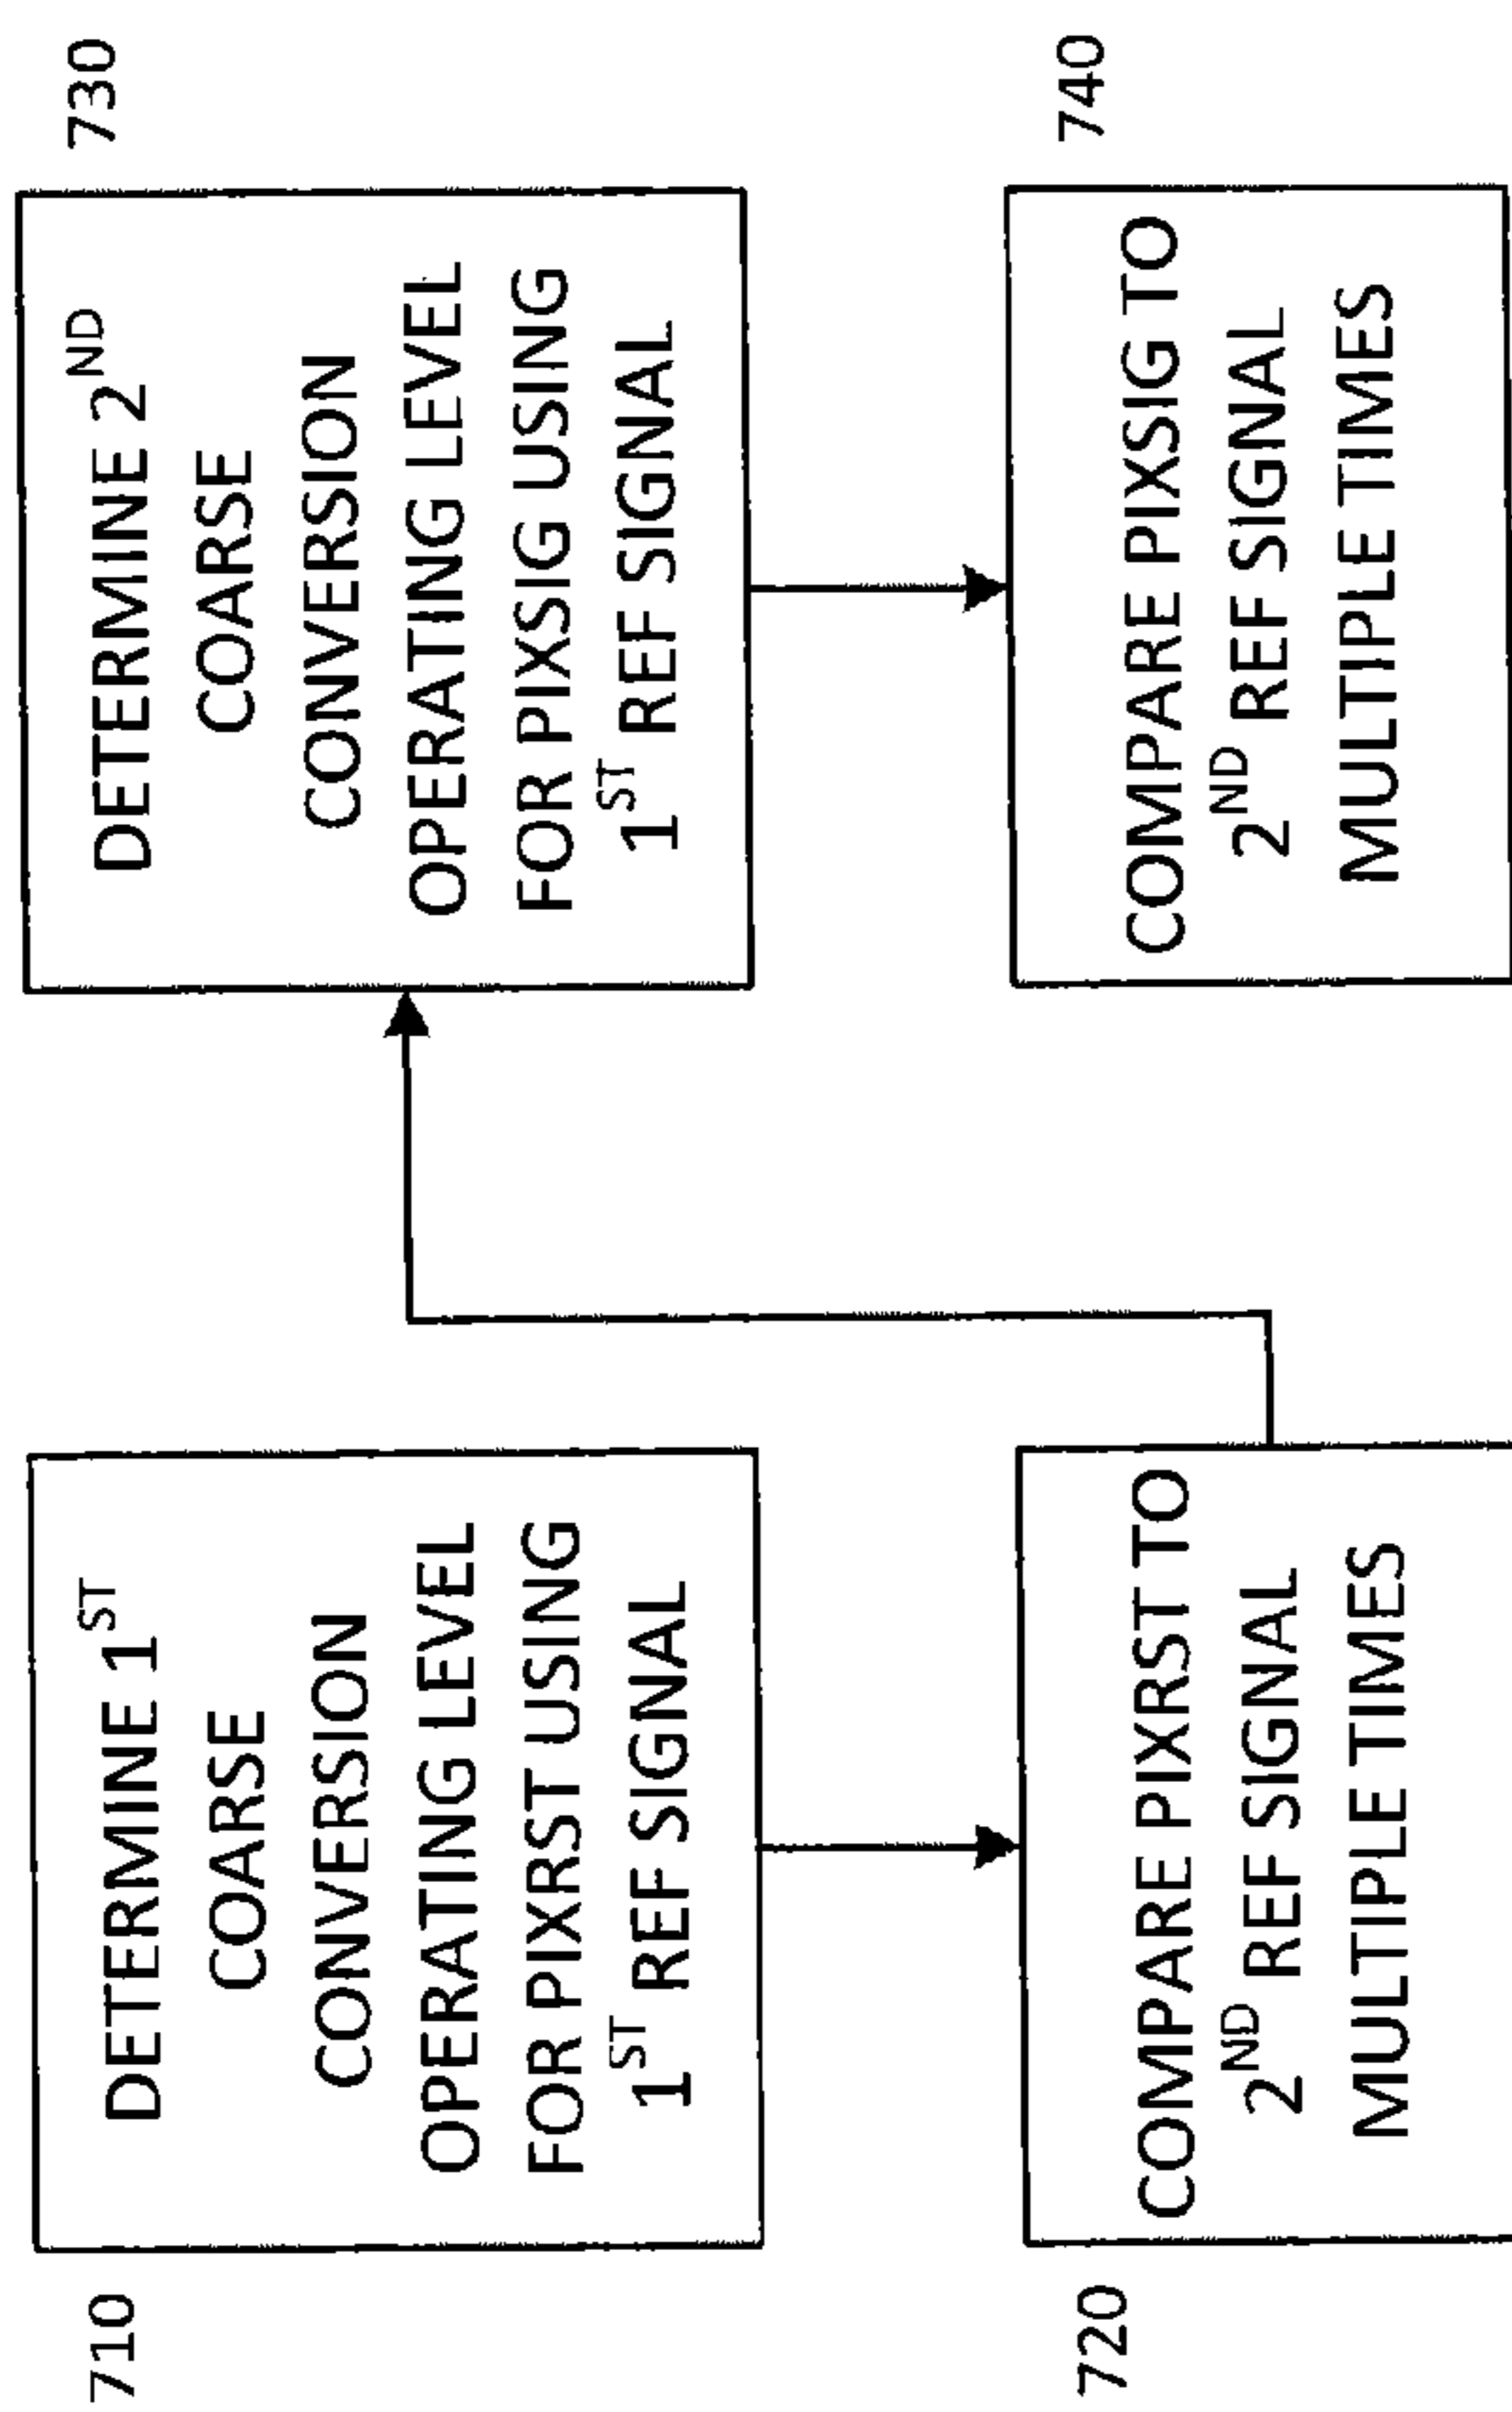 710
DETERMINE 1ST
COARSE
CONVERSION
OPERATING LEVEL
FOR PIXRST USING
1ST REF SIGNAL
720
COMPARE PIXRST TO
2ND REF SIGNAL
MULTIPLE TIMES
730
DETERMINE 2ND
COARSE
CONVERSION
OPERATING LEVEL
FOR PIXSIG USING
1ST REF SIGNAL
740
COMPARE PIXSIG TO
2ND REF SIGNAL
MULTIPLE TIMES